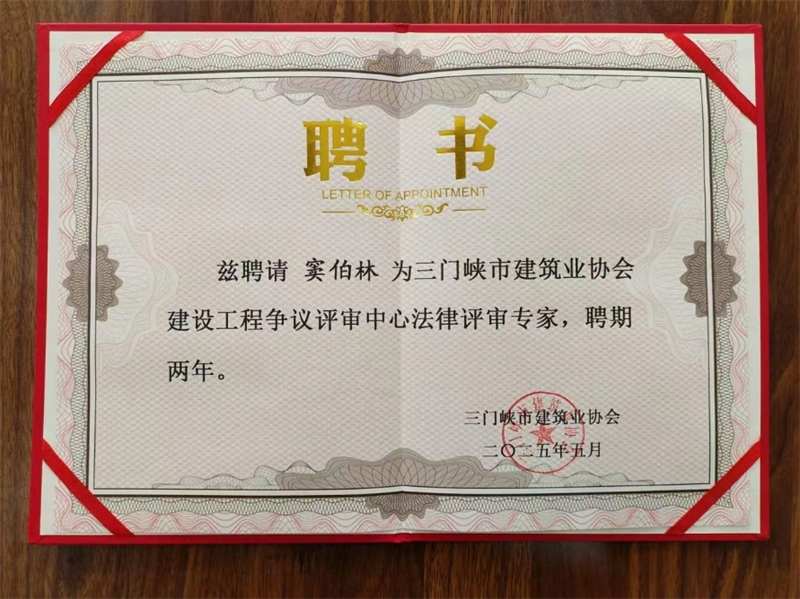 聘 书
LETTER OF APPOINTMENT
兹聘请 窦伯林 为三门峡市建筑业协会
建设工程争议评审中心法律评审专家，聘期
两年。
三门峡市建筑业协会
二〇二五年五月